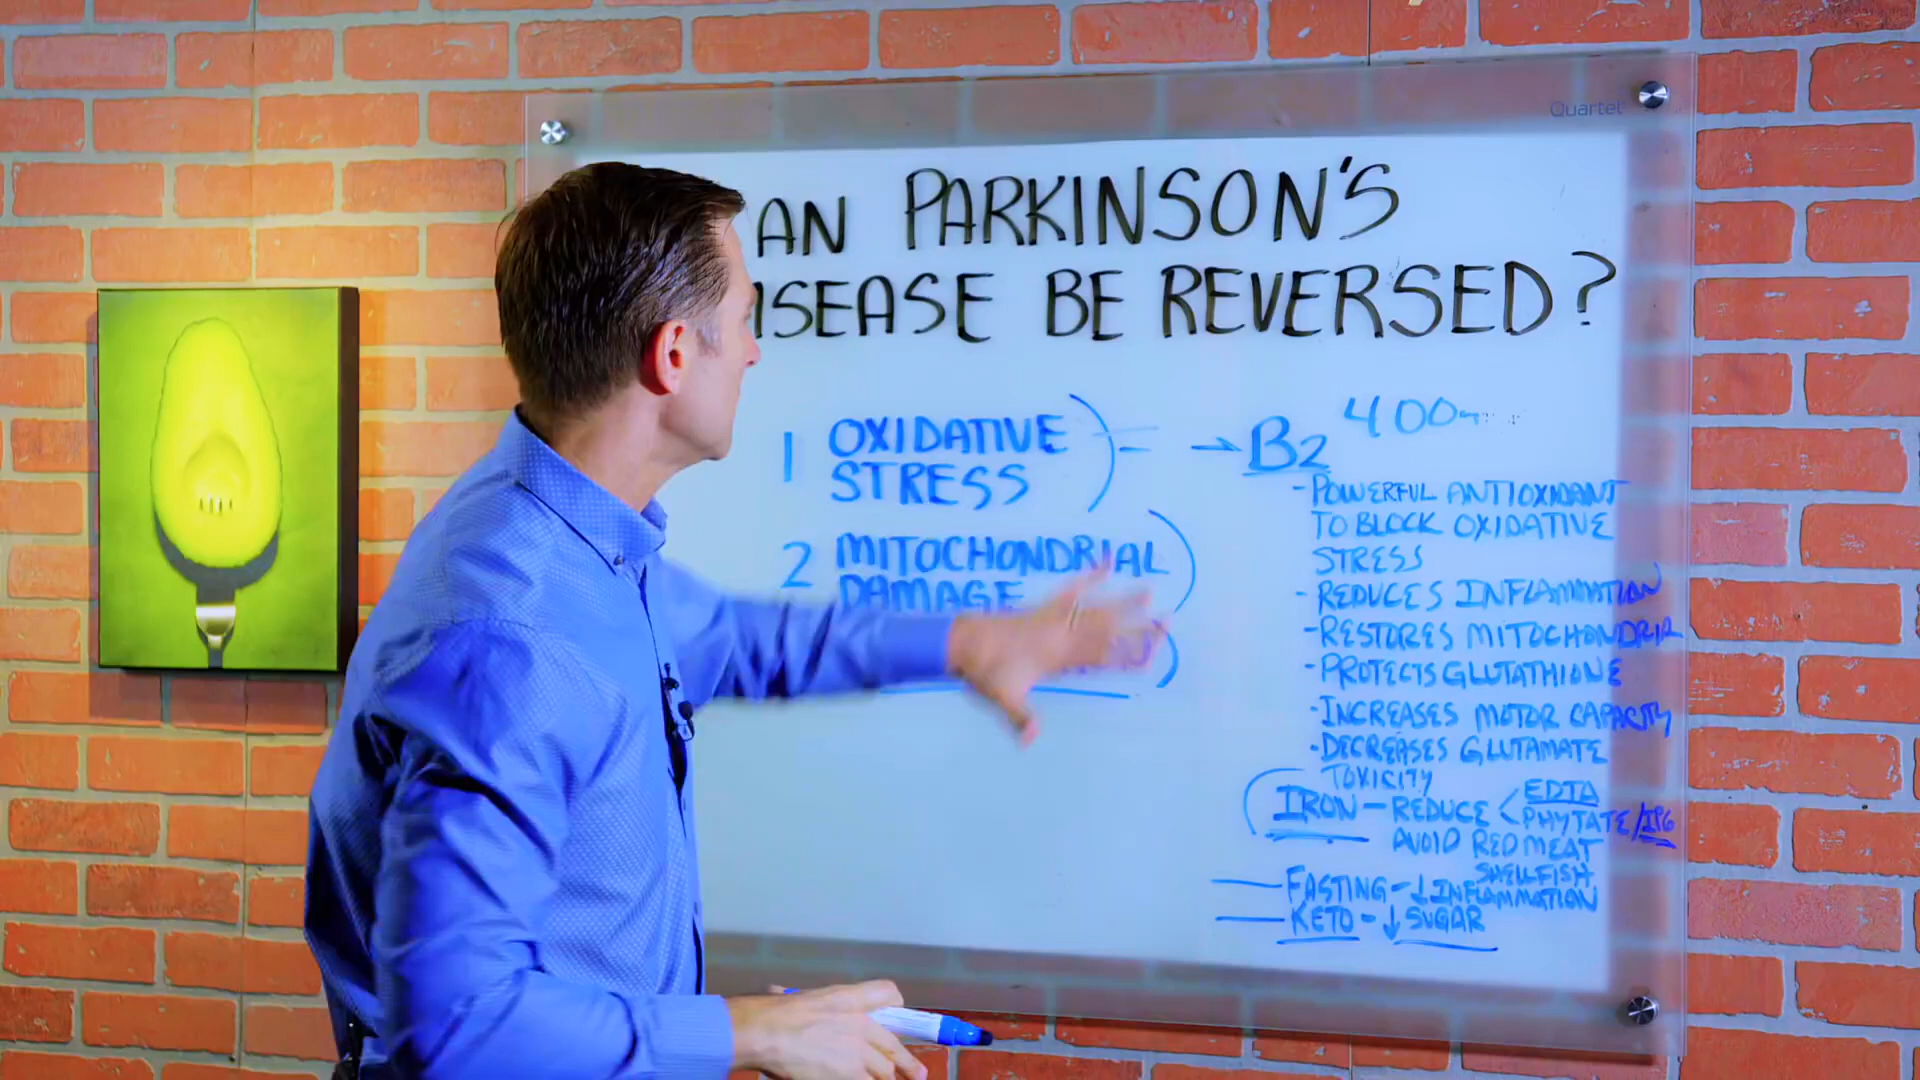 Quartet
AN PARKINSON'S
ISEASE BE REVERSED?
1 OXIDATIVE
STRESS
2 MITOCHONDRIAL
DAMAGE
→ B2 400
- POWERFUL ANTIOXIDANT
TO BLOCK OXIDATIVE
STRESS
- REDUCES INFLAMMATION
- RESTORES MITOCHONDRIA
- PROTECTS GLUTATHIONE
- INCREASES MOTOR CAPACITY
- DECREASES GLUTAMATE
TOXICITY
IRON - REDUCE < EDTA
PHYTATE/IP6
AVOID RED MEAT
SHELLFISH
FASTING - ↓ INFLAMMATION
KETO - ↓ SUGAR